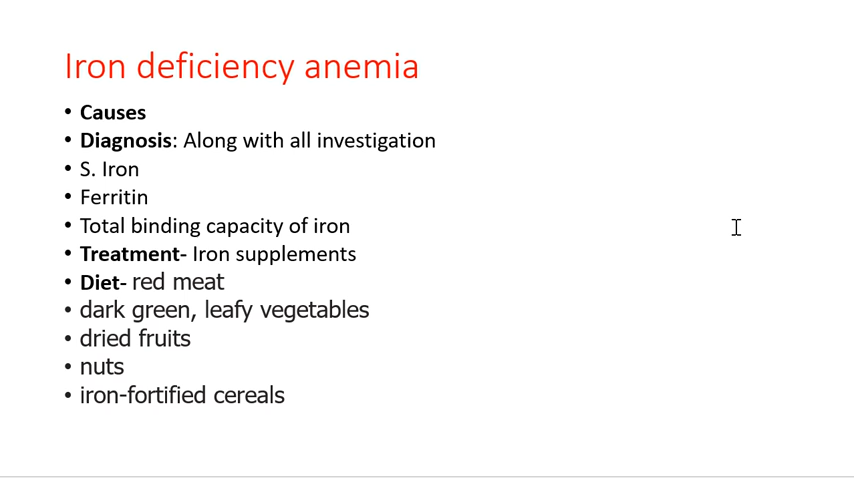 Iron deficiency anemia
• Causes
• Diagnosis: Along with all investigation
• S. Iron
• Ferritin
• Total binding capacity of iron
• Treatment- Iron supplements
• Diet- red meat
• dark green, leafy vegetables
• dried fruits
• nuts
• iron-fortified cereals